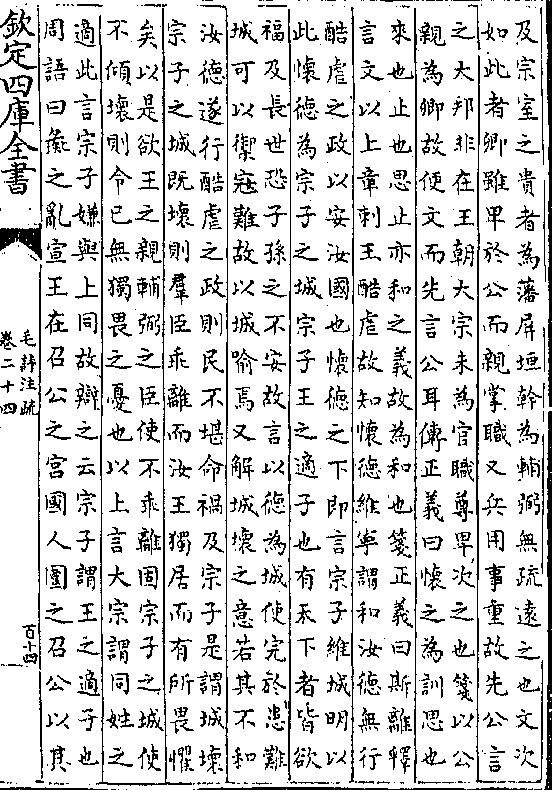 及宗室之貴者為藩屏垣幹為輔弼無疏遠之也文次
如此者卿雖卑於公而親掌職又兵用事重故先公言
之大邦非在王朝大宗未為官職尊卑次之也箋以公
親為卿故便文而先言公耳傳正義曰懷之為訓思也
來也止也思止亦和之義故為和也箋正義曰斯離釋
言文以上章刺王酷虐故知懷德維寧謂和汝德無行
酷虐之政以安汝國也懷德之下即言宗子維城明以
此懷德為宗子之城宗子王之適子也有天下者皆欲
福及長世恐子孫之不安故言以德為城使完於患難
城可以禦寇難故以城喻焉又解城壞之意若其不和
汝德遂行酷虐之政則民不堪命禍及宗子是謂城壞
宗子之城既壞則羣臣乖離而汝王獨居而有所畏懼
矣以是欲王之親輔弼之臣使不乖離固宗子之城使
不傾壞則令已無獨畏之憂也以上言大宗謂同姓之
適此言宗子嫌與上同故辯之云宗子謂王之適子也
周語曰彘之亂宣王在召公之宮國人圍之召公以其
欽定四庫全書
毛詩注疏
卷二十四
百十四